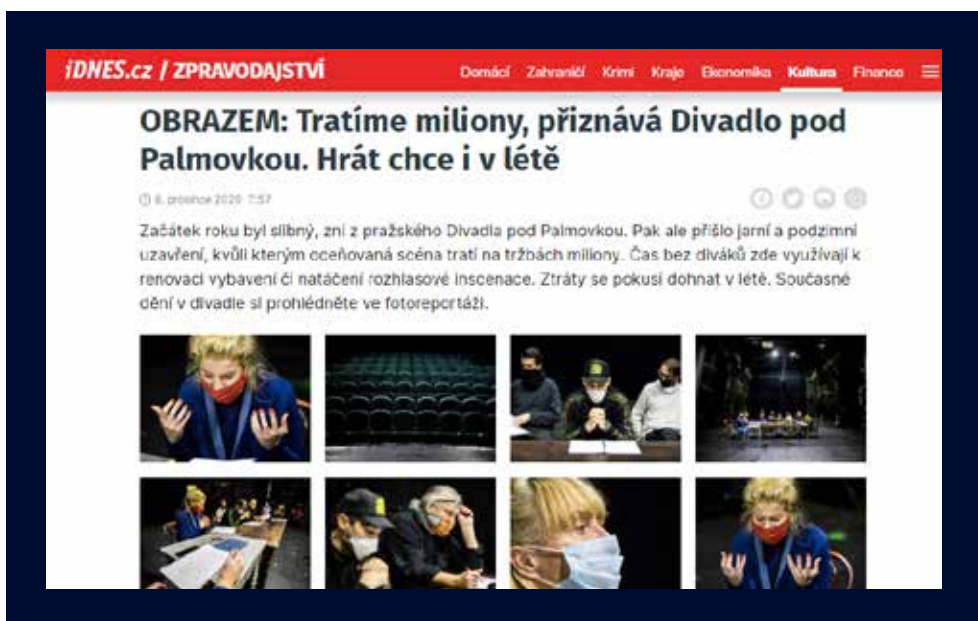 iDNES.cz / ZPRAVODAJSTVÍ
Domácí Zahraničí Krimi Kraje Ekonomika Kultura Finance
OBRAZEM: Tratíme miliony, přiznává Divadlo pod
Palmovkou. Hrát chce i v létě
8. prosince 2020 7:57
Začátek roku byl slibný, zní z pražského Divadla pod Palmovkou. Pak ale přišlo jarní a podzimní
uzavření, kvůli kterým oceňovaná scéna tratí na tržbách miliony. Čas bez diváků zde využívají k
renovaci vybavení či natáčení rozhlasové inscenace. Ztráty se pokusí dohnat v létě. Současné
dění v divadle si prohlédněte ve fotoreportáži.